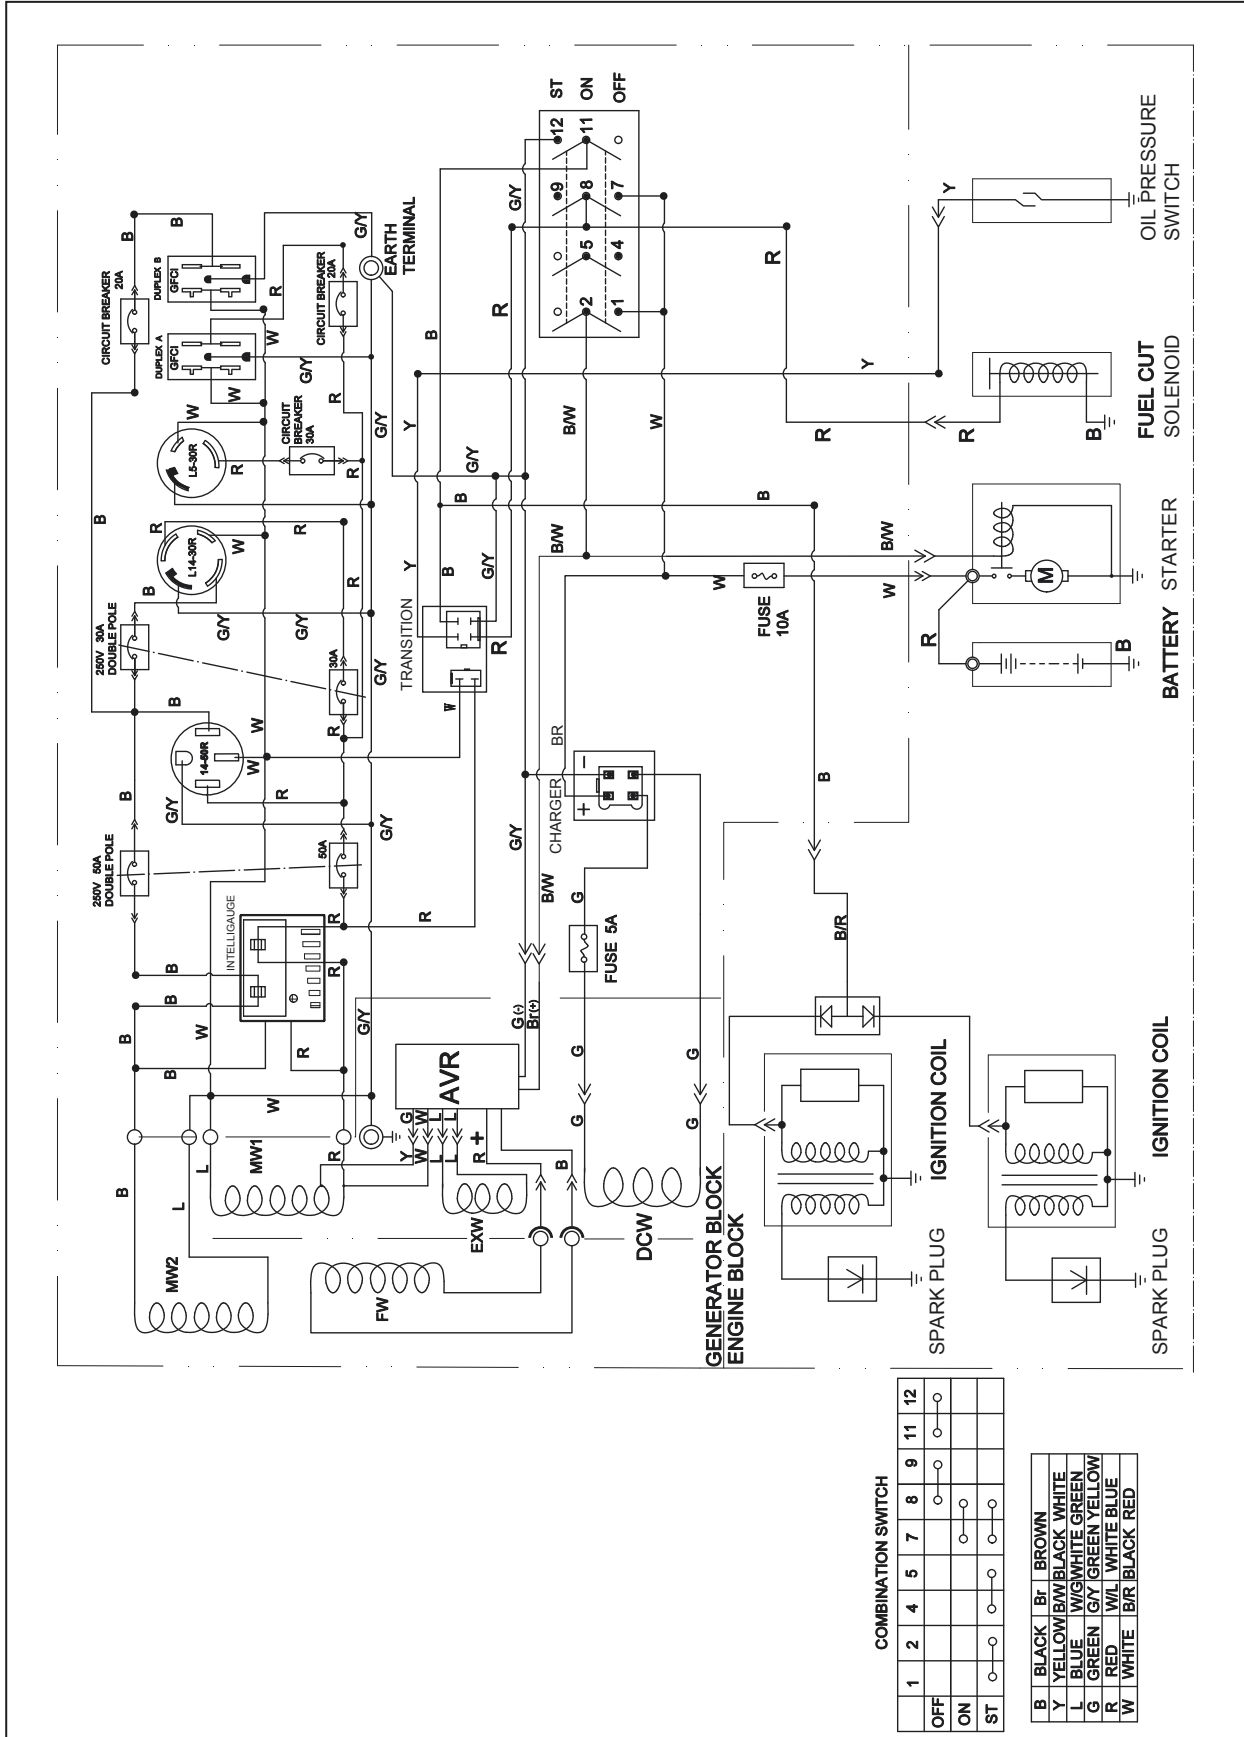 ST
ON
OFF
12
11
9
8
7
5
4
2
1
G/Y
B
R
W
EARTH
TERMINAL
CIRCUIT BREAKER
20A
DUPLEX B
GFCI
DUPLEX A
GFCI
CIRCUIT BREAKER
20A
CIRCUIT
BREAKER
30A
L5-30R
L14-30R
250V 30A
DOUBLE POLE
30A
14-50R
250V 50A
DOUBLE POLE
50A
INTELLIGAUGE
TRANSITION
B/W
Y
FUSE
10A
OIL PRESSURE
SWITCH
FUEL CUT
SOLENOID
STARTER
M
BATTERY
CHARGER
BR
+
−
FUSE 5A
G
G(-)
Br(+)
AVR
B/R
MW1
MW2
L
EXW
FW
DCW
GENERATOR BLOCK
ENGINE BLOCK
IGNITION COIL
SPARK PLUG
IGNITION COIL
SPARK PLUG
COMBINATION SWITCH
1 2 4 5 7 8 9 11 12
OFF
ON
ST
B BLACK Br BROWN
Y YELLOW B/W BLACK WHITE
L BLUE W/G WHITE GREEN
G GREEN G/Y GREEN YELLOW
R RED W/L WHITE BLUE
W WHITE B/R BLACK RED